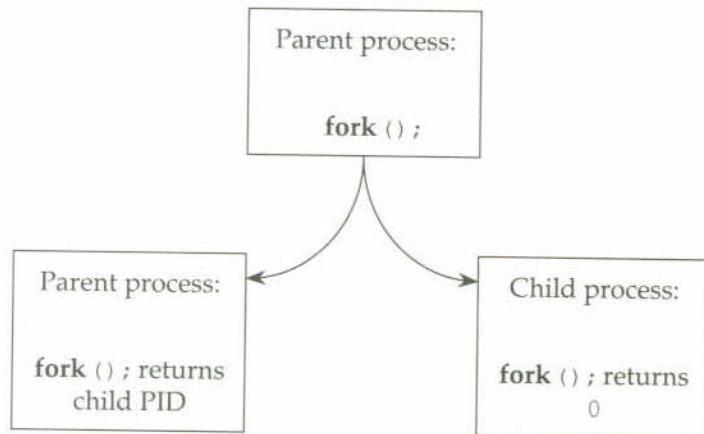 Parent process:
fork () ;
Parent process:
fork () ; returns
child PID
Child process:
fork () ; returns
0